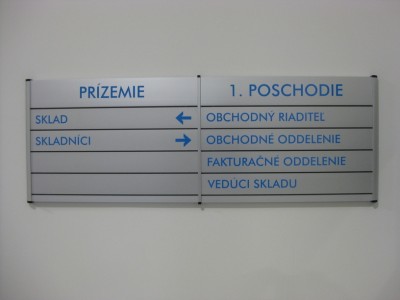 PRÍZEMIE
SKLAD ←
SKLADNÍCI →
1. POSCHODIE
OBCHODNÝ RIADITEĽ
OBCHODNÉ ODDELENIE
FAKTURAČNÉ ODDELENIE
VEDÚCI SKLADU